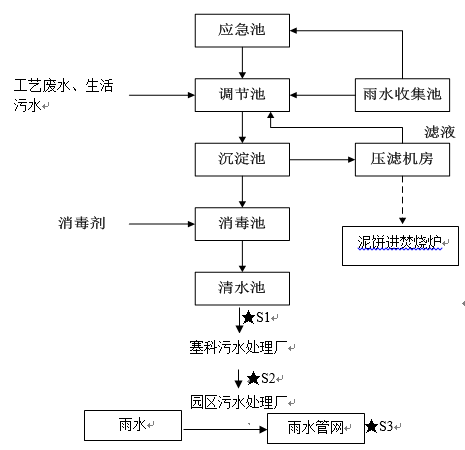 应急池
工艺废水、生活
污水
调节池
雨水收集池
滤液
沉淀池
压滤机房
消毒剂
消毒池
泥饼进焚烧炉
清水池
★S1
塞科污水处理厂
★S2
园区污水处理厂
雨水
雨水管网
★S3